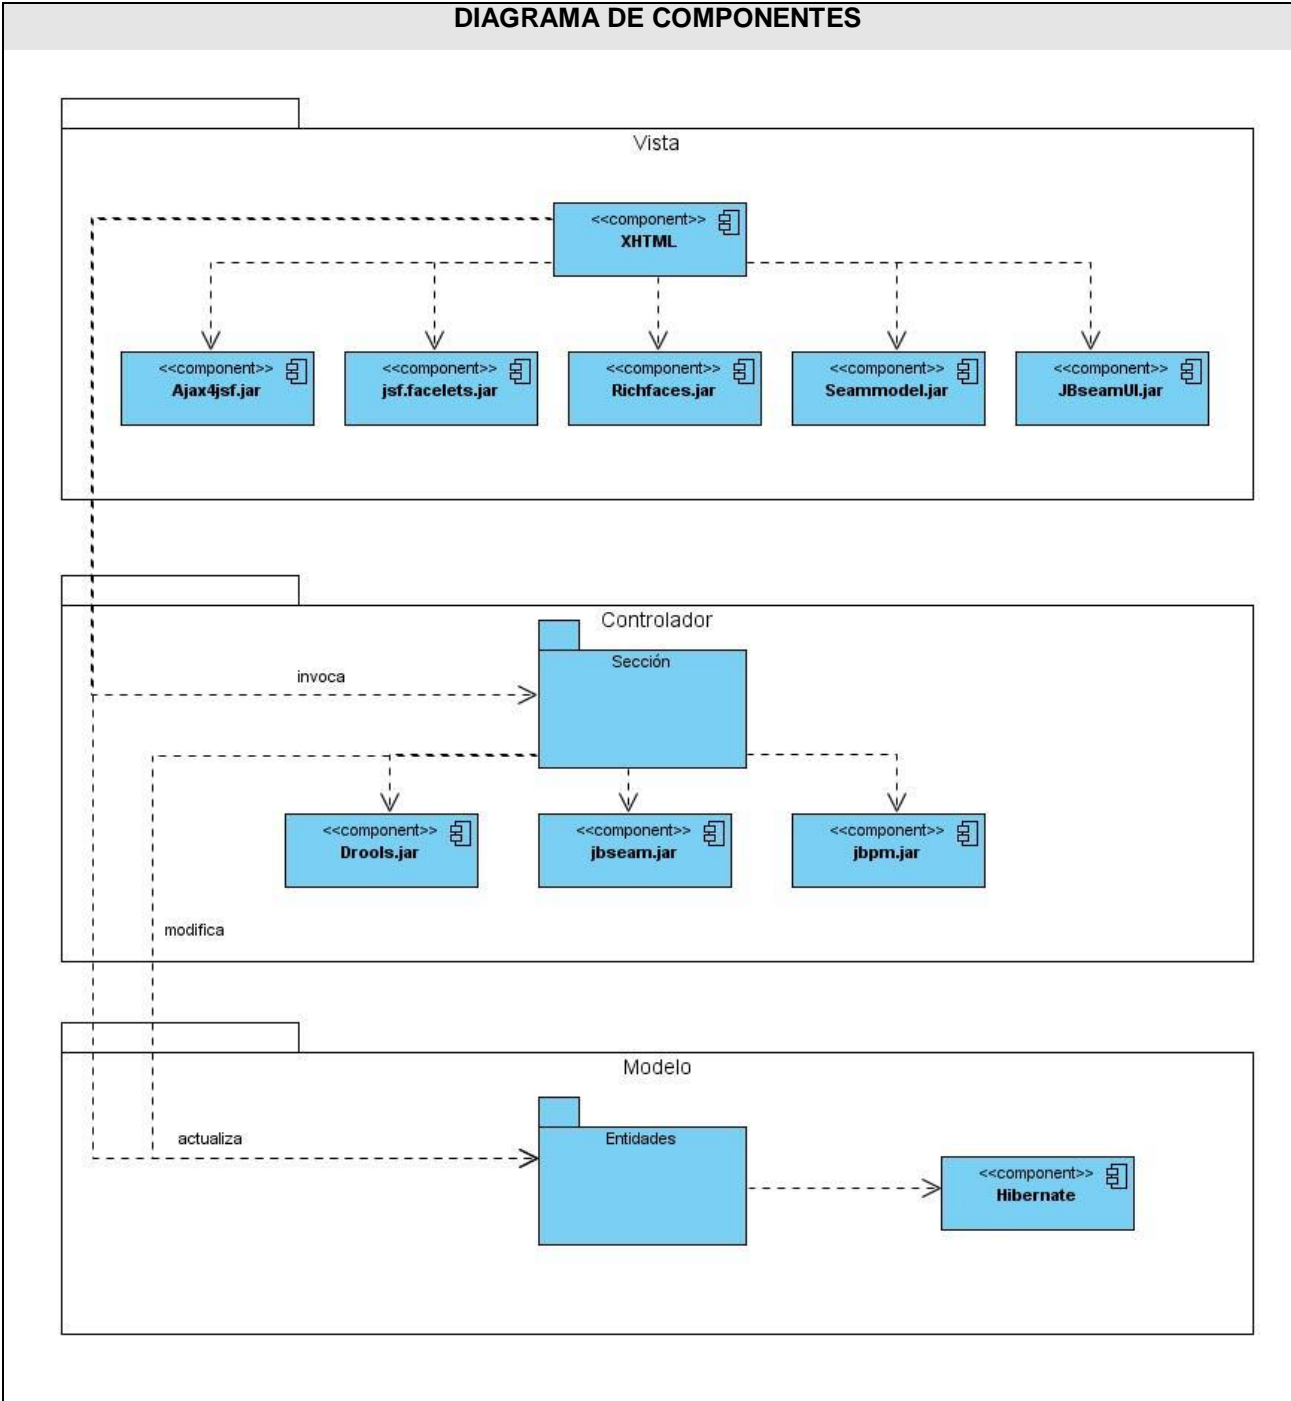 DIAGRAMA DE COMPONENTES
Vista
<<component>>
XHTML
<<component>>
Ajax4jsf.jar
<<component>>
jsf.facelets.jar
<<component>>
Richfaces.jar
<<component>>
Seammodel.jar
<<component>>
JBseamUI.jar
Controlador
Sección
invoca
<<component>>
Drools.jar
<<component>>
jbseam.jar
<<component>>
jbpm.jar
modifica
Modelo
actualiza
Entidades
<<component>>
Hibernate